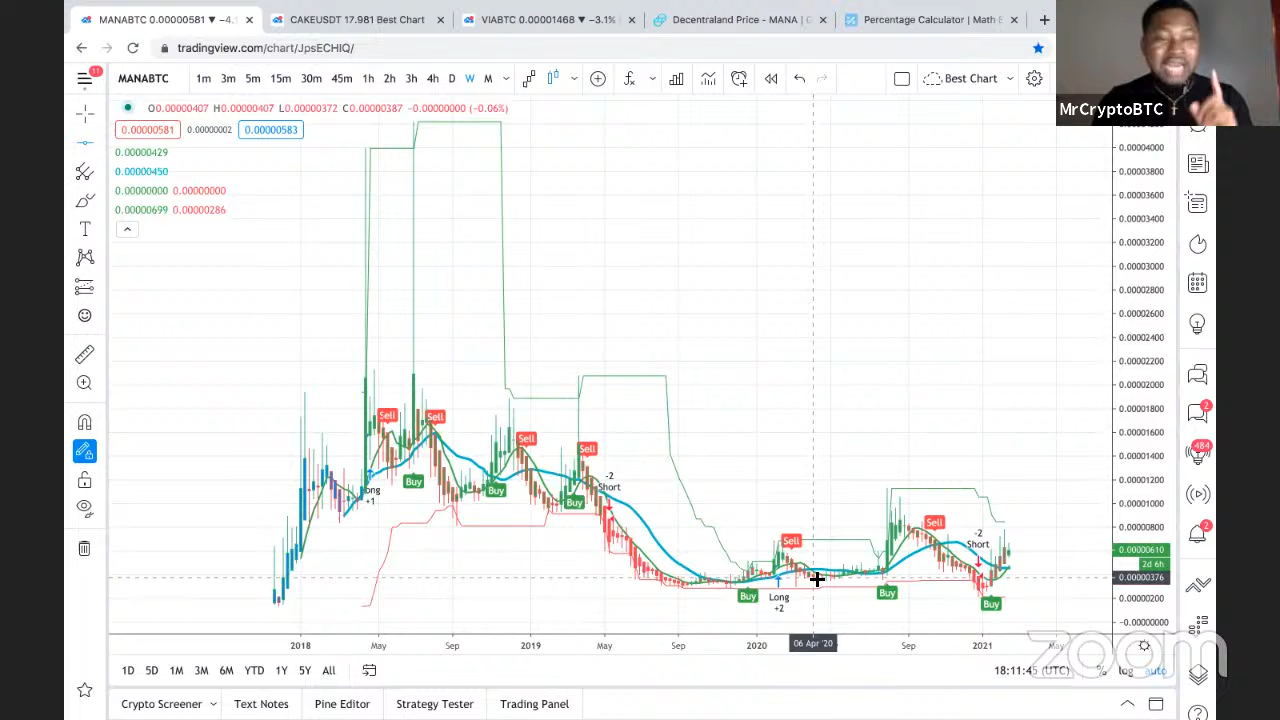 MANABTC 0.00000581 ▼ −4.
CAKEUSDT 17.981 Best Chart
VIABTC 0.00001468 ▼ −3.1%
Decentraland Price - MANA | G
Percentage Calculator | Math E
tradingview.com/chart/JpsECHIQ/
MrCryptoBTC
11
MANABTC
1m 3m 5m 15m 30m 45m 1h 2h 3h 4h D W M
Best Chart
O0.00000407 H0.00000407 L0.00000372 C0.00000387 −0.00000000 (−0.06%)
0.00000581 0.00000002 0.00000583
0.00000429
0.00000450
0.00000000 0.00000000
0.00000699 0.00000286
0.00004000
0.00003800
0.00003600
0.00003400
0.00003200
0.00003000
0.00002800
0.00002600
0.00002400
0.00002200
0.00002000
0.00001800
0.00001600
0.00001400
0.00001200
0.00001000
0.00000800
0.00000610
2d 6h
0.00000376
0.00000200
−0.00000000
Sell Sell
Sell
Sell
Buy
Buy
Buy
Long
+1
-2
Short
Sell
Buy
Long
+2
Buy
Sell
-2
Short
Buy
2
484
2
2018 May Sep 2019 May Sep 2020 06 Apr '20 Sep 2021 May
zoom
1D 5D 1M 3M 6M YTD 1Y 5Y All
18:11:45 (UTC) % log auto
Crypto Screener Text Notes Pine Editor Strategy Tester Trading Panel